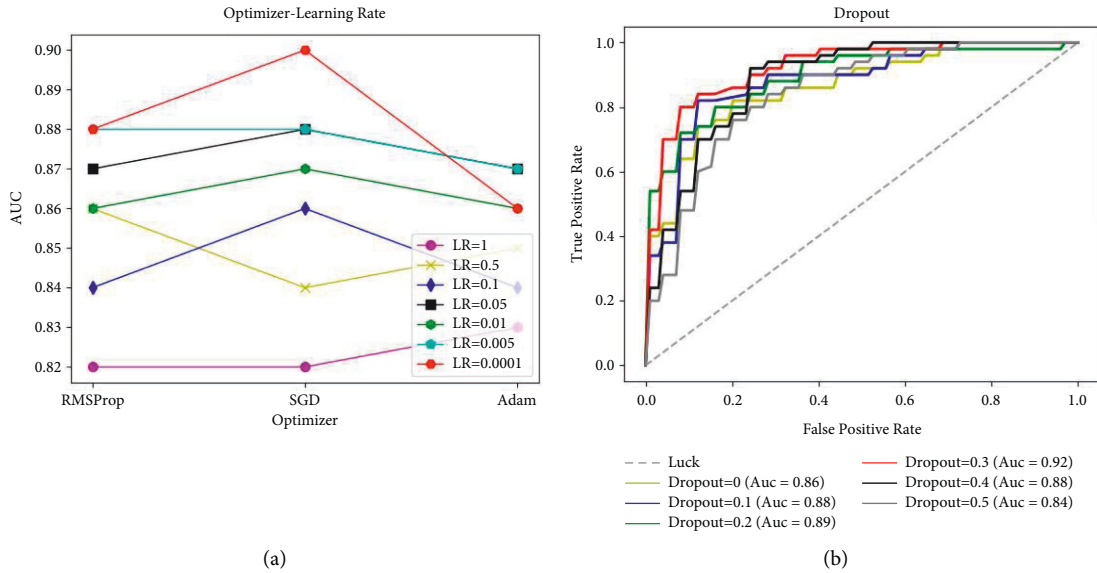 Optimizer-Learning Rate
0.90
0.89
0.88
0.87
0.86
0.85
0.84
0.83
0.82
AUC
RMSProp
SGD
Adam
Optimizer
LR=1
LR=0.5
LR=0.1
LR=0.05
LR=0.01
LR=0.005
LR=0.0001
(a)
Dropout
1.0
0.8
0.6
0.4
0.2
0.0
True Positive Rate
0.0
0.2
0.4
0.6
0.8
1.0
False Positive Rate
Luck
Dropout=0 (Auc = 0.86)
Dropout=0.1 (Auc = 0.88)
Dropout=0.2 (Auc = 0.89)
Dropout=0.3 (Auc = 0.92)
Dropout=0.4 (Auc = 0.88)
Dropout=0.5 (Auc = 0.84)
(b)